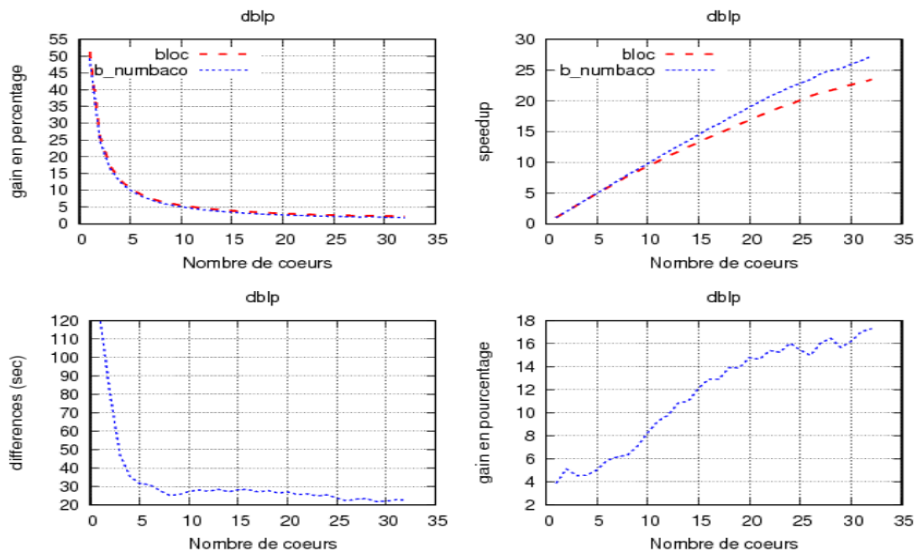 dblp
55
50
45
40
35
30
25
20
15
10
5
0
gain en percentage
bloc
b_numbaco
0 5 10 15 20 25 30 35
Nombre de coeurs
dblp
30
25
20
15
10
5
0
speedup
bloc
b_numbaco
0 5 10 15 20 25 30 35
Nombre de coeurs
dblp
120
110
100
90
80
70
60
50
40
30
20
differences (sec)
0 5 10 15 20 25 30 35
Nombre de coeurs
dblp
18
16
14
12
10
8
6
4
2
gain en pourcentage
0 5 10 15 20 25 30 35
Nombre de coeurs